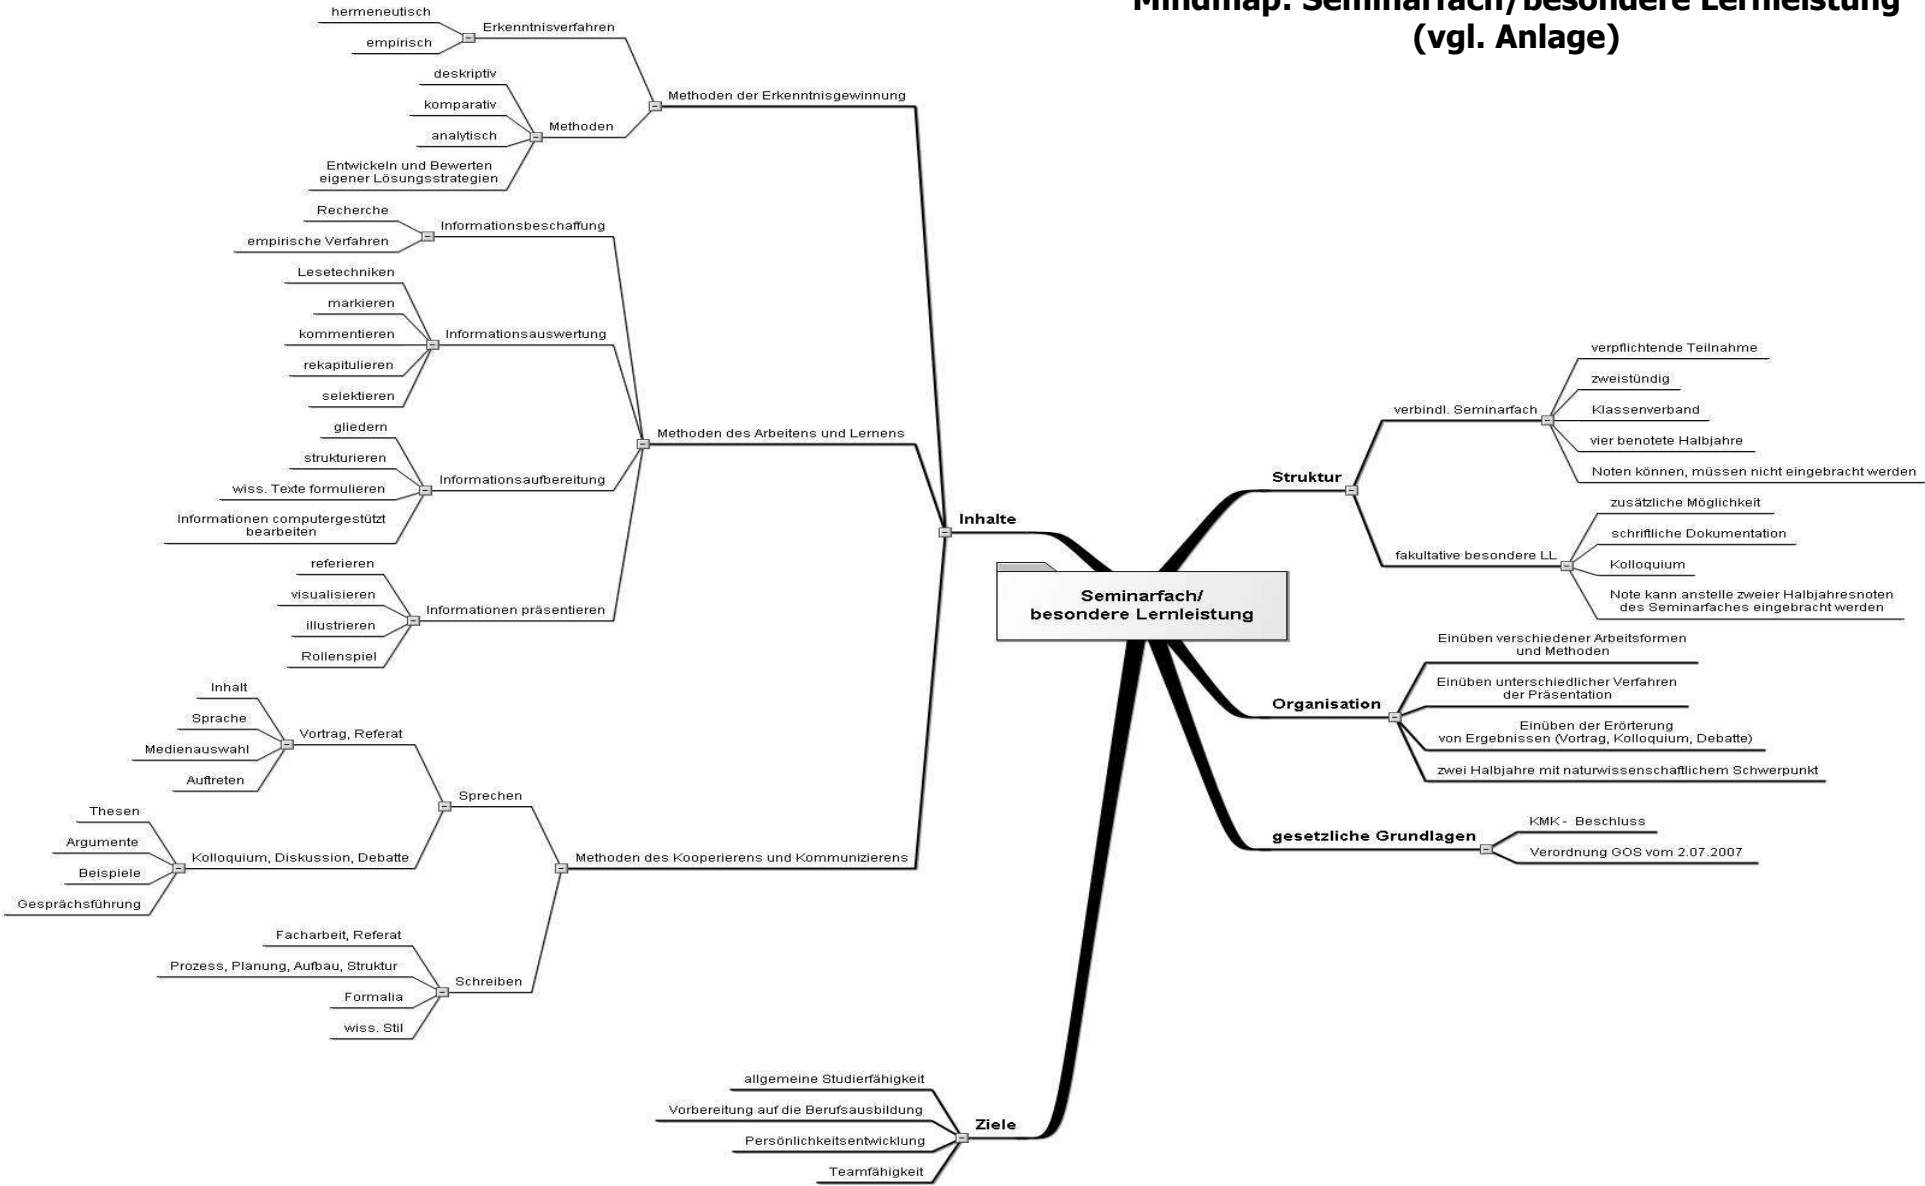 Mindmap: Seminarfach/besondere Lernleistung
(vgl. Anlage)
hermeneutisch
empirisch
Erkenntnisverfahren
deskriptiv
komparativ
analytisch
Entwickeln und Bewerten
eigener Lösungsstrategien
Methoden
Methoden der Erkenntnisgewinnung
Recherche
empirische Verfahren
Informationsbeschaffung
Lesetechniken
markieren
kommentieren
rekapitulieren
selektieren
Informationsauswertung
gliedern
strukturieren
wiss. Texte formulieren
Informationen computergestützt
bearbeiten
Informationsaufbereitung
referieren
visualisieren
illustrieren
Rollenspiel
Informationen präsentieren
Methoden des Arbeitens und Lernens
Inhalt
Sprache
Medienauswahl
Auftreten
Vortrag, Referat
Thesen
Argumente
Beispiele
Gesprächsführung
Kolloquium, Diskussion, Debatte
Sprechen
Facharbeit, Referat
Prozess, Planung, Aufbau, Struktur
Formalia
wiss. Stil
Schreiben
Methoden des Kooperierens und Kommunizierens
Inhalte
Seminarfach/
besondere Lernleistung
Struktur
verbindl. Seminarfach
verpflichtende Teilnahme
zweistündig
Klassenverband
vier benotete Halbjahre
Noten können, müssen nicht eingebracht werden
fakultative besondere LL
zusätzliche Möglichkeit
schriftliche Dokumentation
Kolloquium
Note kann anstelle zweier Halbjahresnoten
des Seminarfaches eingebracht werden
Organisation
Einüben verschiedener Arbeitsformen
und Methoden
Einüben unterschiedlicher Verfahren
der Präsentation
Einüben der Erörterung
von Ergebnissen (Vortrag, Kolloquium, Debatte)
zwei Halbjahre mit naturwissenschaftlichem Schwerpunkt
gesetzliche Grundlagen
KMK - Beschluss
Verordnung GOS vom 2.07.2007
allgemeine Studierfähigkeit
Vorbereitung auf die Berufsausbildung
Persönlichkeitsentwicklung
Teamfähigkeit
Ziele